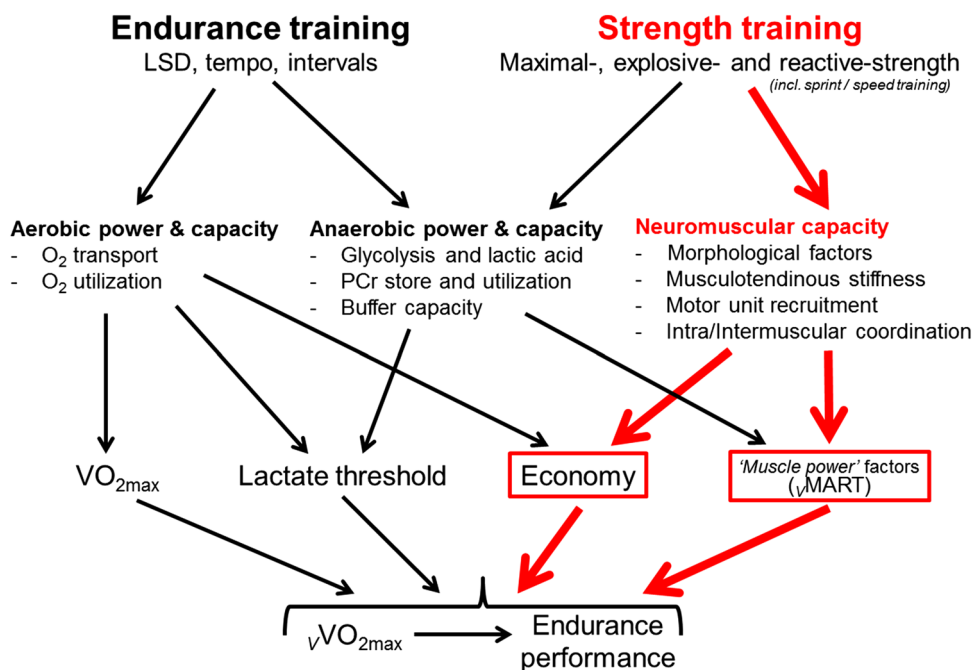 Endurance training
LSD, tempo, intervals
Strength training
Maximal-, explosive- and reactive-strength
(incl. sprint / speed training)
Aerobic power & capacity
- O₂ transport
- O₂ utilization
Anaerobic power & capacity
- Glycolysis and lactic acid
- PCr store and utilization
- Buffer capacity
Neuromuscular capacity
- Morphological factors
- Musculotendinous stiffness
- Motor unit recruitment
- Intra/Intermuscular coordination
VO₂max
Lactate threshold
Economy
'Muscle power' factors
(vMART)
vVO₂max
Endurance
performance